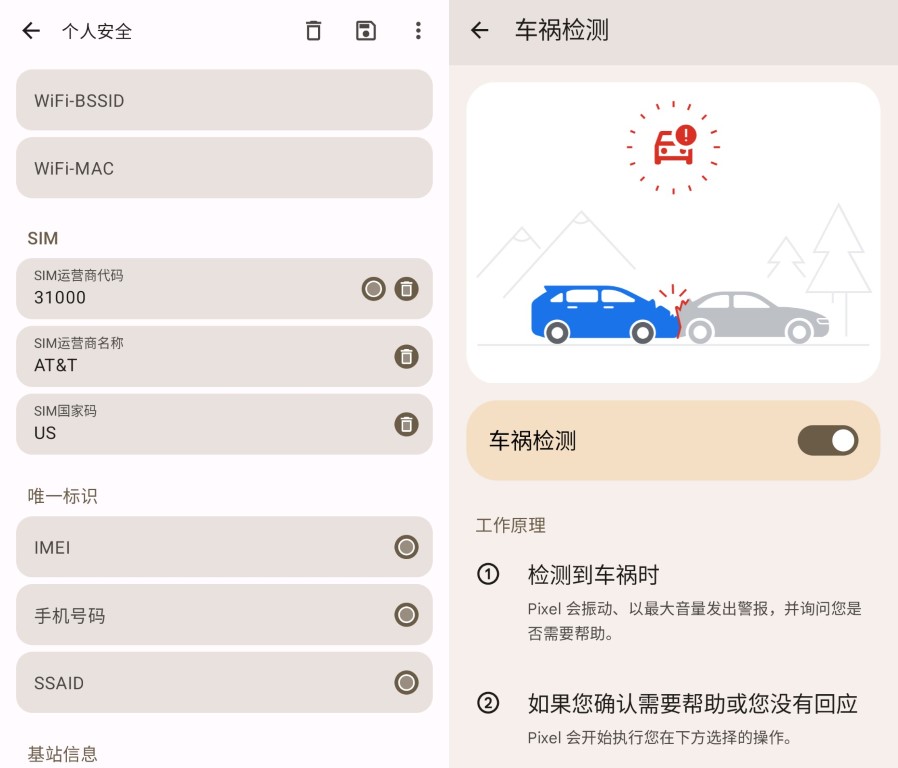 个人安全
WiFi-BSSID
WiFi-MAC
SIM
SIM运营商代码
31000
SIM运营商名称
AT&T
SIM国家码
US
唯一标识
IMEI
手机号码
SSAID
基站信息
车祸检测
车祸检测
工作原理
1 检测到车祸时
Pixel 会振动、以最大音量发出警报，并询问您是
否需要帮助。
2 如果您确认需要帮助或您没有回应
Pixel 会开始执行您在下方选择的操作。